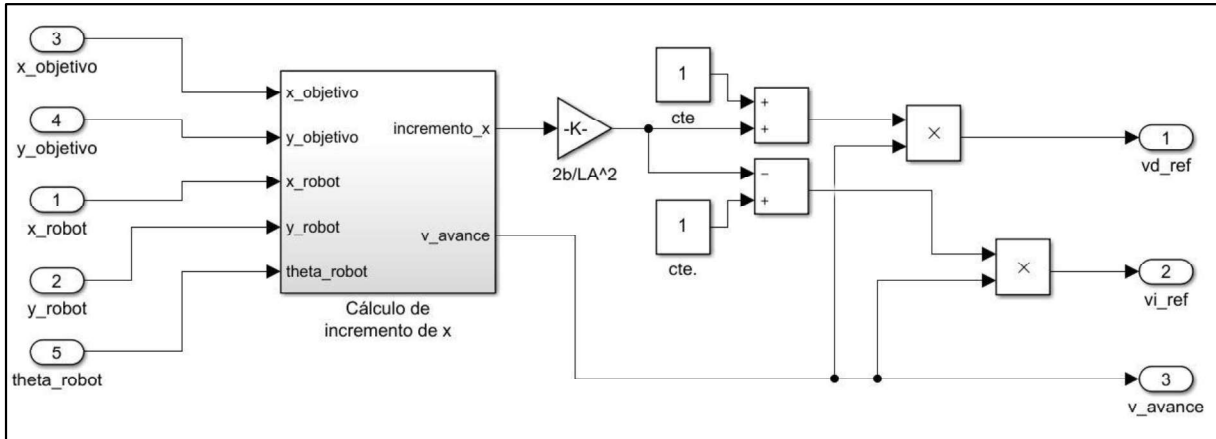 3
x_objetivo
4
y_objetivo
1
x_robot
2
y_robot
5
theta_robot
x_objetivo
y_objetivo
x_robot
y_robot
theta_robot
incremento_x
v_avance
Cálculo de
incremento de x
-K-
2b/LA^2
1
cte
+
+
−
+
1
cte.
×
×
1
vd_ref
2
vi_ref
3
v_avance